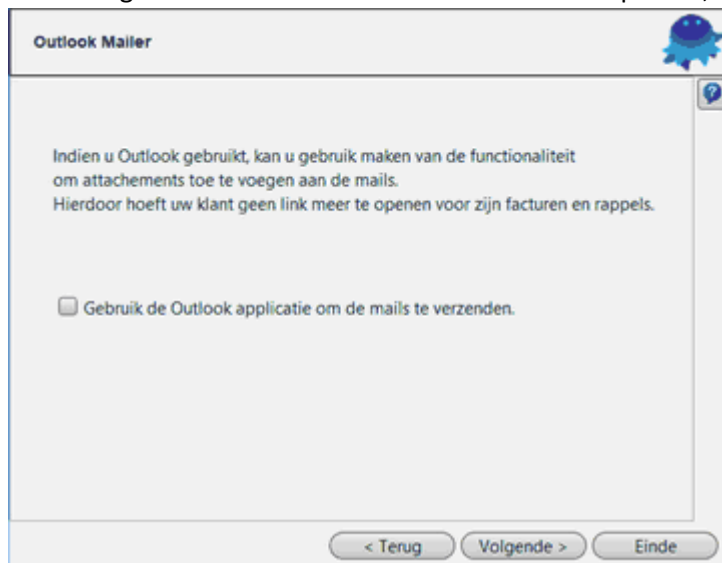 Outlook Mailer
?
Indien u Outlook gebruikt, kan u gebruik maken van de functionaliteit
om attachements toe te voegen aan de mails.
Hierdoor hoeft uw klant geen link meer te openen voor zijn facturen en rappels.
Gebruik de Outlook applicatie om de mails te verzenden.
< Terug Volgende > Einde